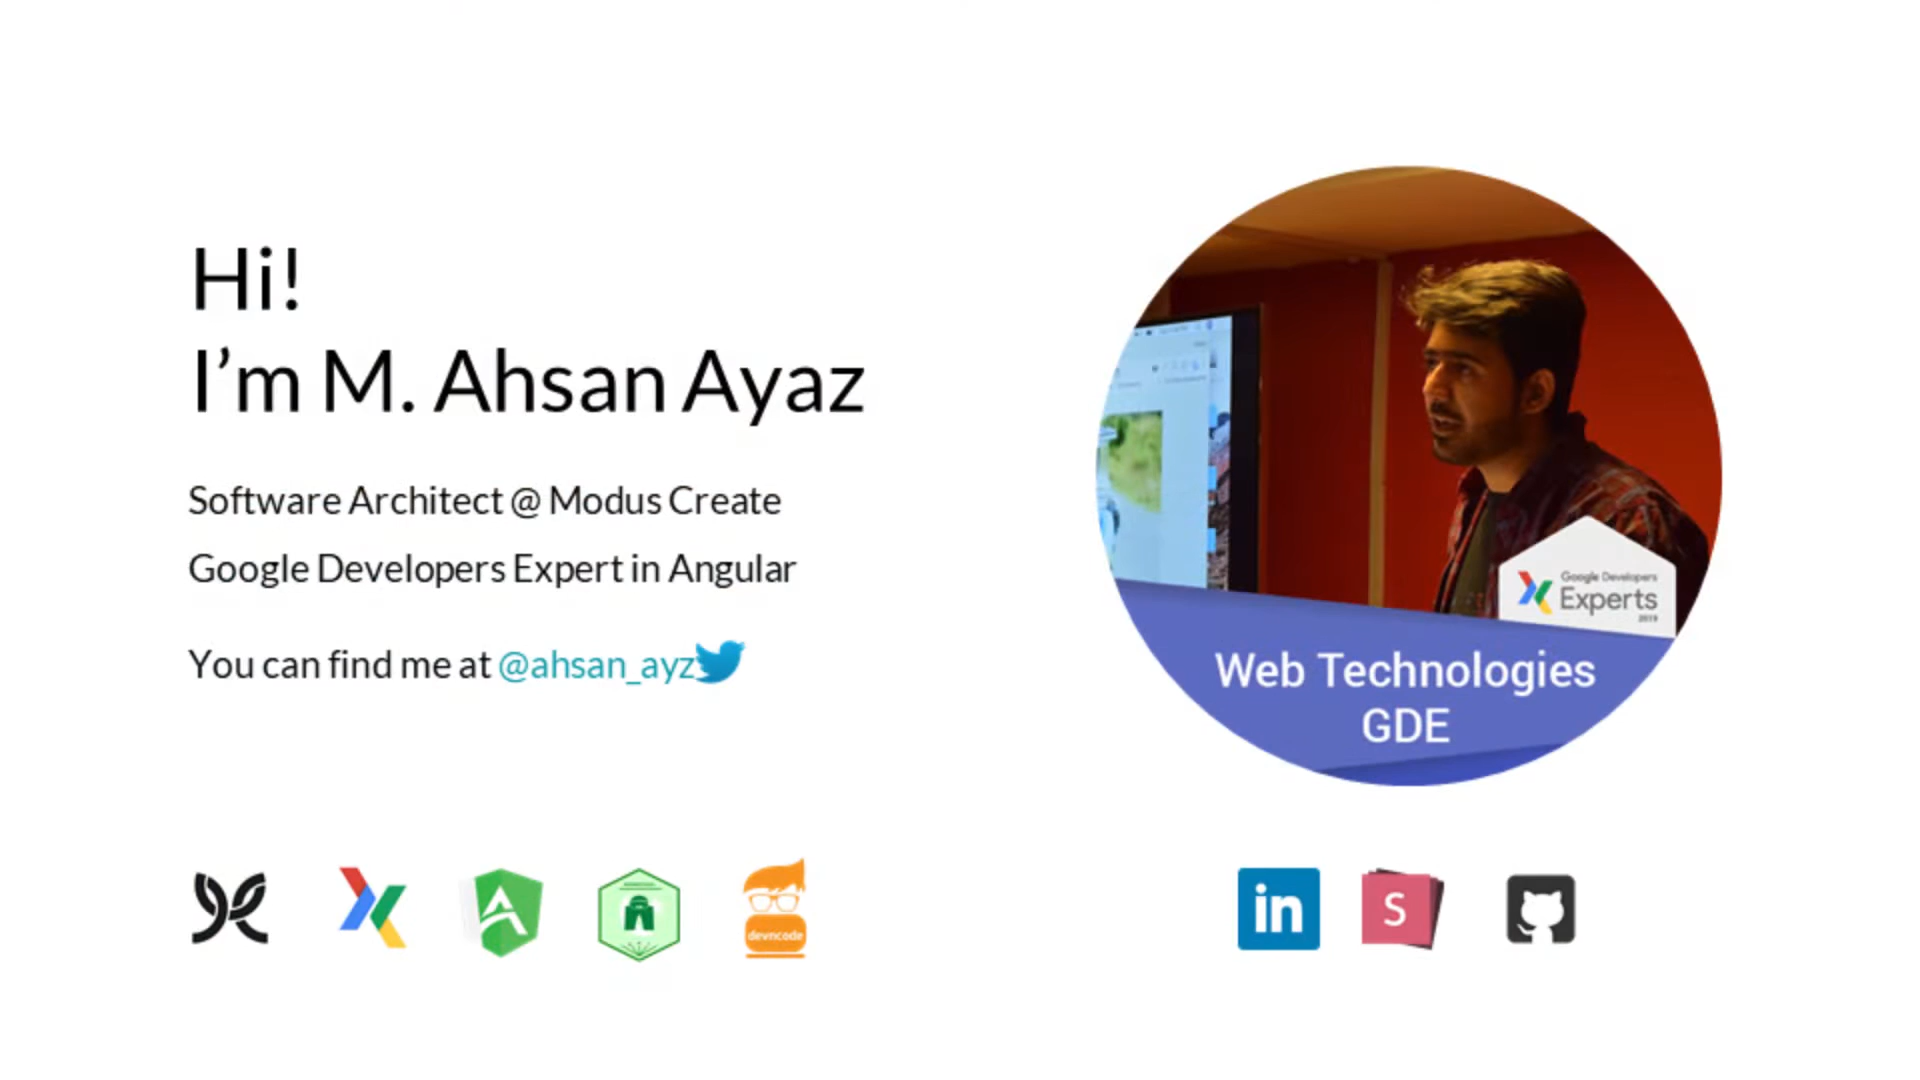 Hi!
I’m M. Ahsan Ayaz
Software Architect @ Modus Create
Google Developers Expert in Angular
You can find me at @ahsan_ayz
Google Developers
Experts
2019
Web Technologies
GDE
devncode
in
S